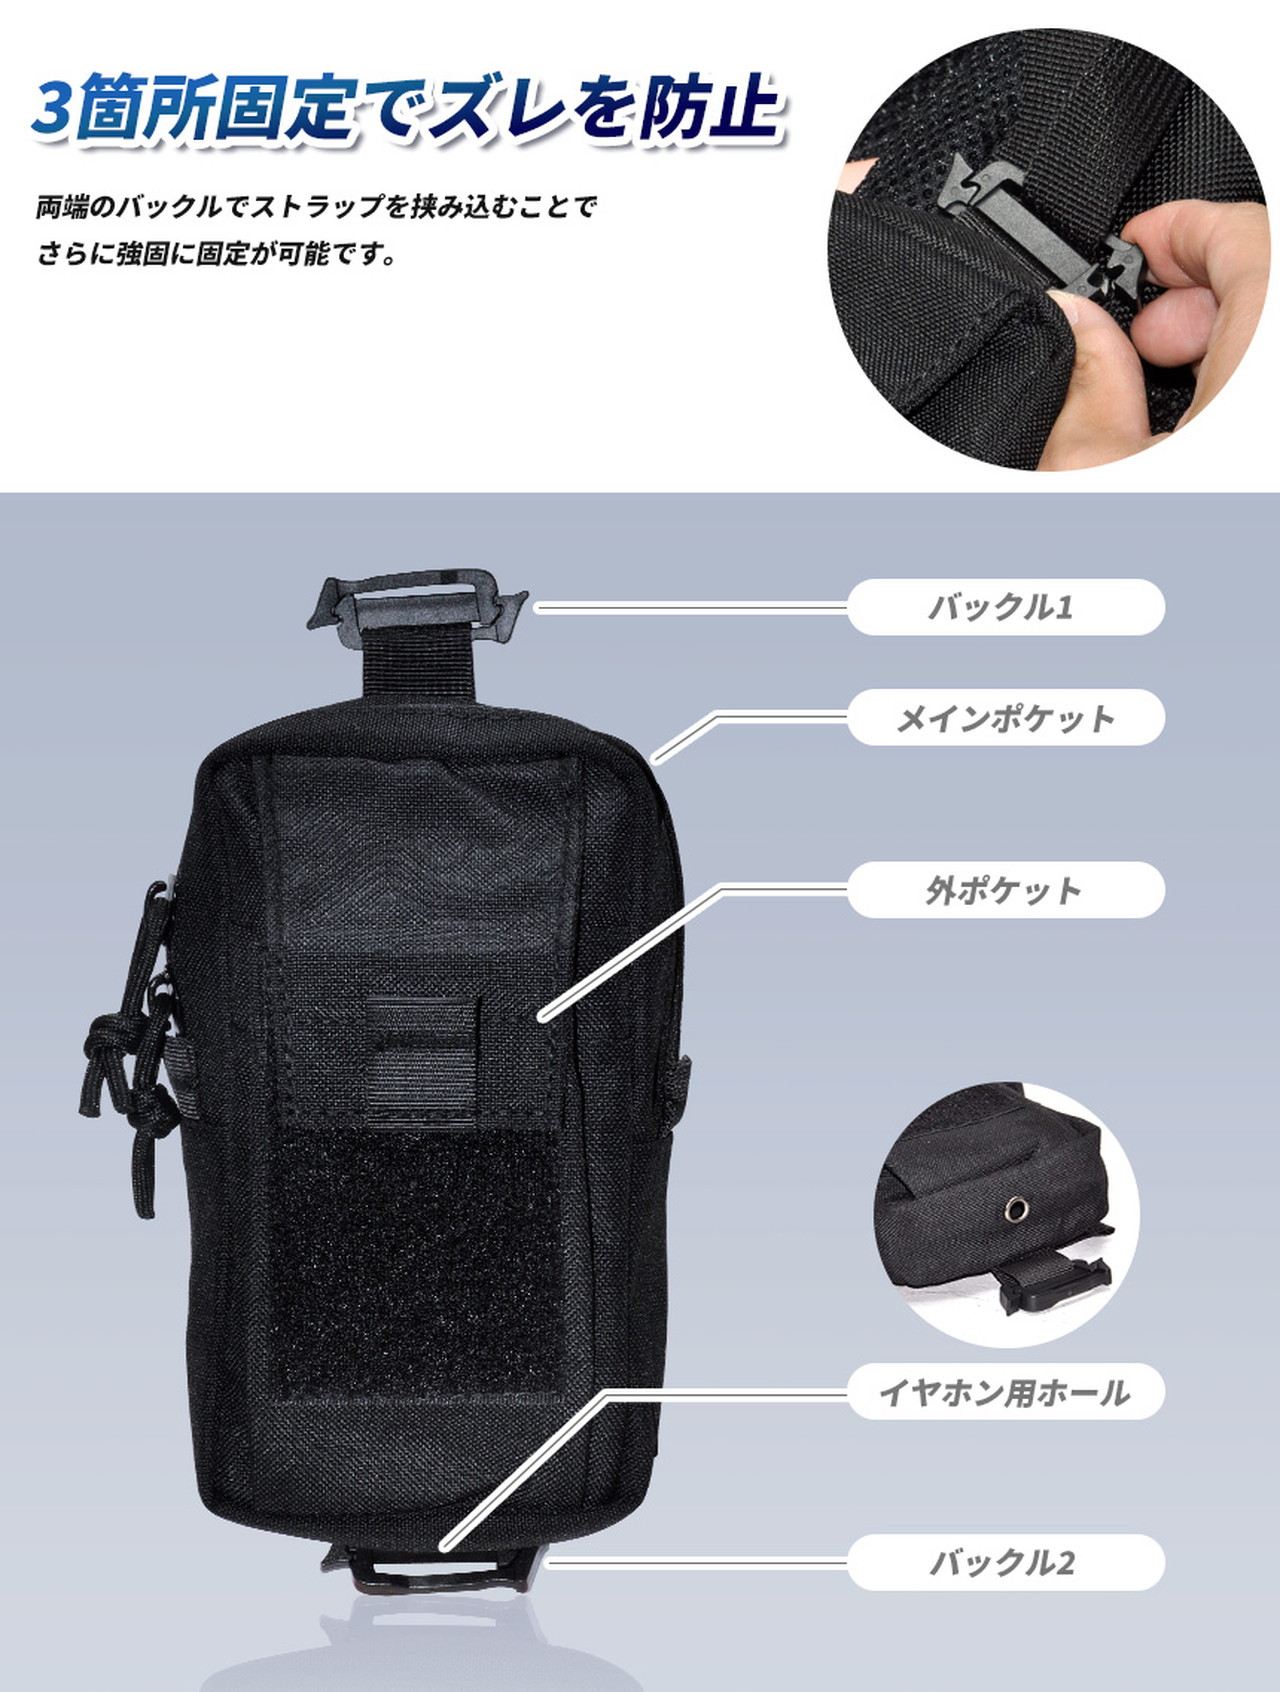 3箇所固定でズレを防止
両端のバックルでストラップを挟み込むことで
さらに強固に固定が可能です。
バックル1
メインポケット
外ポケット
イヤホン用ホール
バックル2